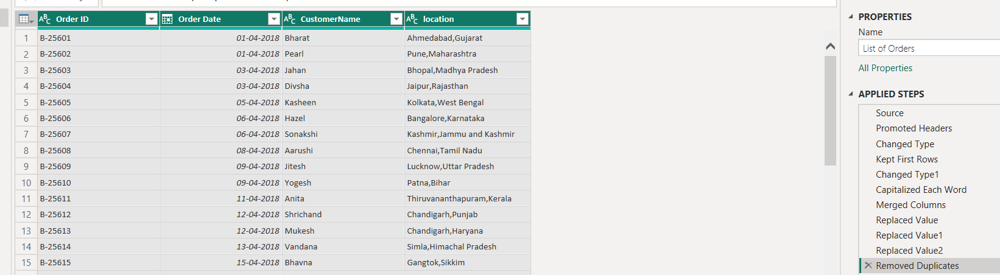 Order ID Order Date CustomerName location
1 B-25601 01-04-2018 Bharat Ahmedabad,Gujarat
2 B-25602 01-04-2018 Pearl Pune,Maharashtra
3 B-25603 03-04-2018 Jahan Bhopal,Madhya Pradesh
4 B-25604 03-04-2018 Divsha Jaipur,Rajasthan
5 B-25605 05-04-2018 Kasheen Kolkata,West Bengal
6 B-25606 06-04-2018 Hazel Bangalore,Karnataka
7 B-25607 06-04-2018 Sonakshi Kashmir,Jammu and Kashmir
8 B-25608 08-04-2018 Aarushi Chennai,Tamil Nadu
9 B-25609 09-04-2018 Jitesh Lucknow,Uttar Pradesh
10 B-25610 09-04-2018 Yogesh Patna,Bihar
11 B-25611 11-04-2018 Anita Thiruvananthapuram,Kerala
12 B-25612 12-04-2018 Shrichand Chandigarh,Punjab
13 B-25613 12-04-2018 Mukesh Chandigarh,Haryana
14 B-25614 13-04-2018 Vandana Simla,Himachal Pradesh
15 B-25615 15-04-2018 Bhavna Gangtok,Sikkim
PROPERTIES
Name
List of Orders
All Properties
APPLIED STEPS
Source
Promoted Headers
Changed Type
Kept First Rows
Changed Type1
Capitalized Each Word
Merged Columns
Replaced Value
Replaced Value1
Replaced Value2
Removed Duplicates